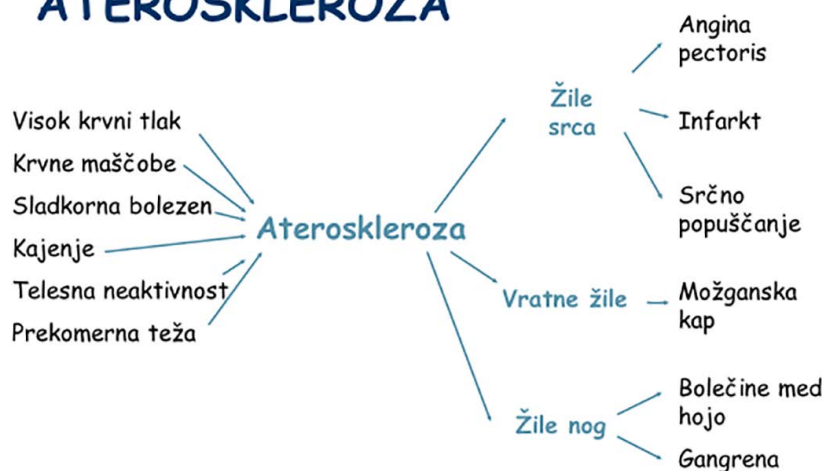 ATEROSKLEROZA
Visok krvni tlak
Krvne maščobe
Sladkorna bolezen
Kajenje
Telesna neaktivnost
Prekomerna teža
Ateroskleroza
Žile
srca
Vratne žile
Žile nog
Angina
pectoris
Infarkt
Srčno
popuščanje
Možganska
kap
Bolečine med
hojo
Gangrena